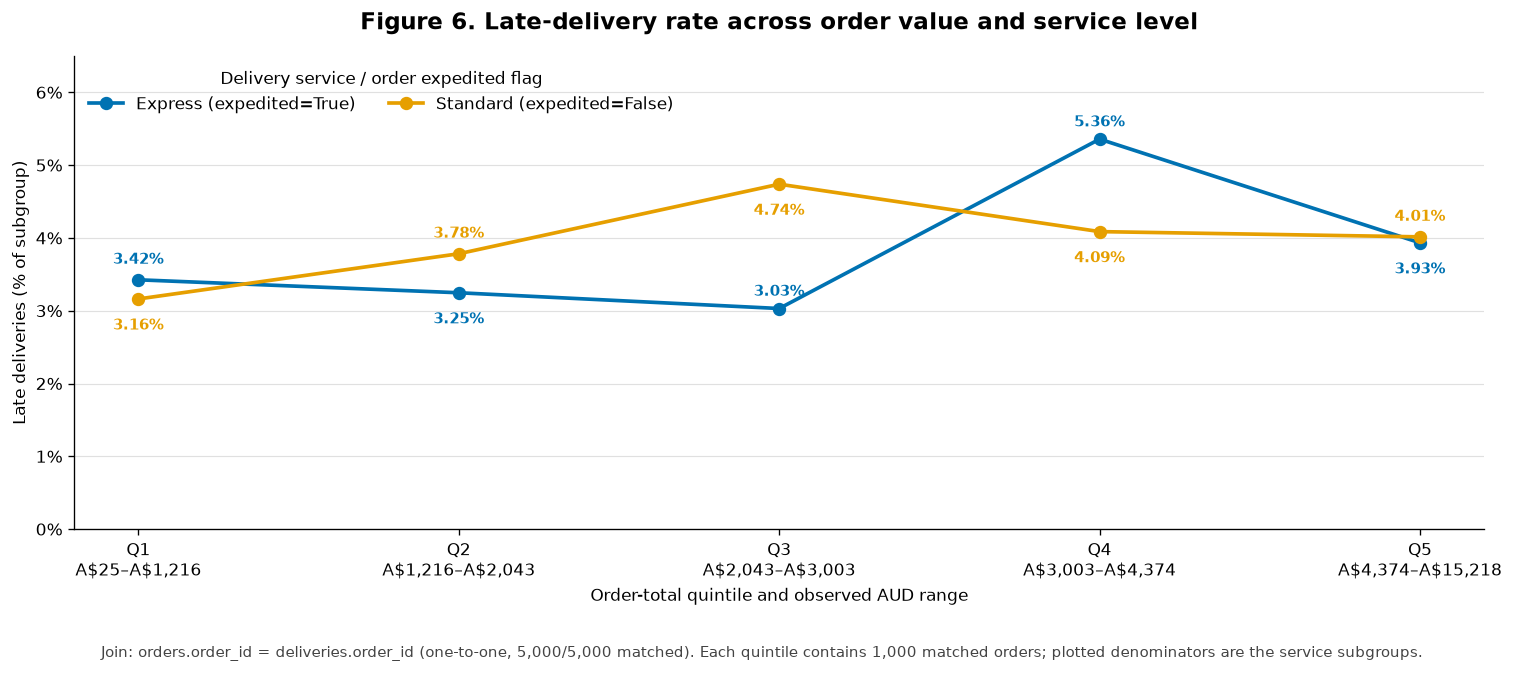 Figure 6. Late-delivery rate across order value and service level
Delivery service / order expedited flag
Express (expedited=True)
Standard (expedited=False)
Late deliveries (% of subgroup)
6%
5%
4%
3%
2%
1%
0%
3.42%
3.16%
3.78%
3.25%
4.74%
3.03%
5.36%
4.09%
4.01%
3.93%
Q1
A$25–A$1,216
Q2
A$1,216–A$2,043
Q3
A$2,043–A$3,003
Q4
A$3,003–A$4,374
Q5
A$4,374–A$15,218
Order-total quintile and observed AUD range
Join: orders.order_id = deliveries.order_id (one-to-one, 5,000/5,000 matched). Each quintile contains 1,000 matched orders; plotted denominators are the service subgroups.